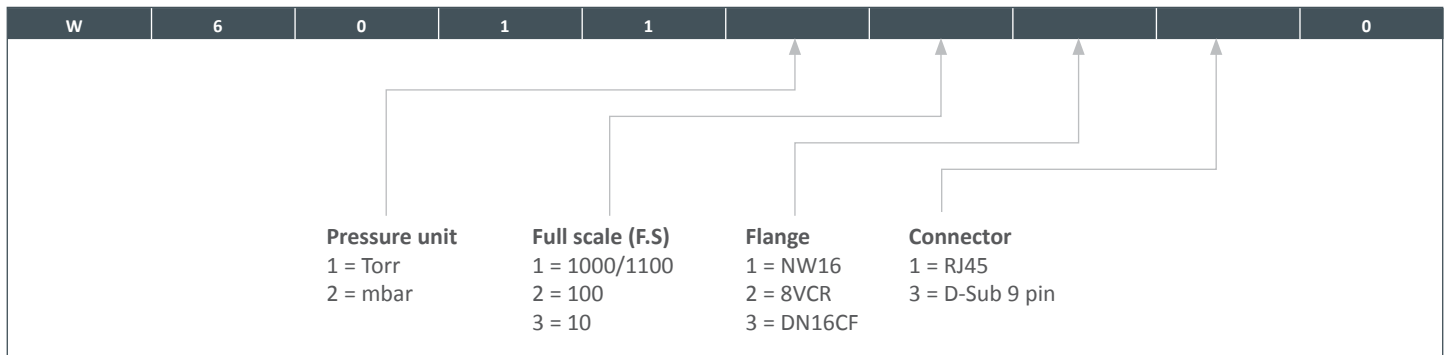 W 6 0 1 1 0
Pressure unit
1 = Torr
2 = mbar
Full scale (F.S)
1 = 1000/1100
2 = 100
3 = 10
Flange
1 = NW16
2 = 8VCR
3 = DN16CF
Connector
1 = RJ45
3 = D-Sub 9 pin